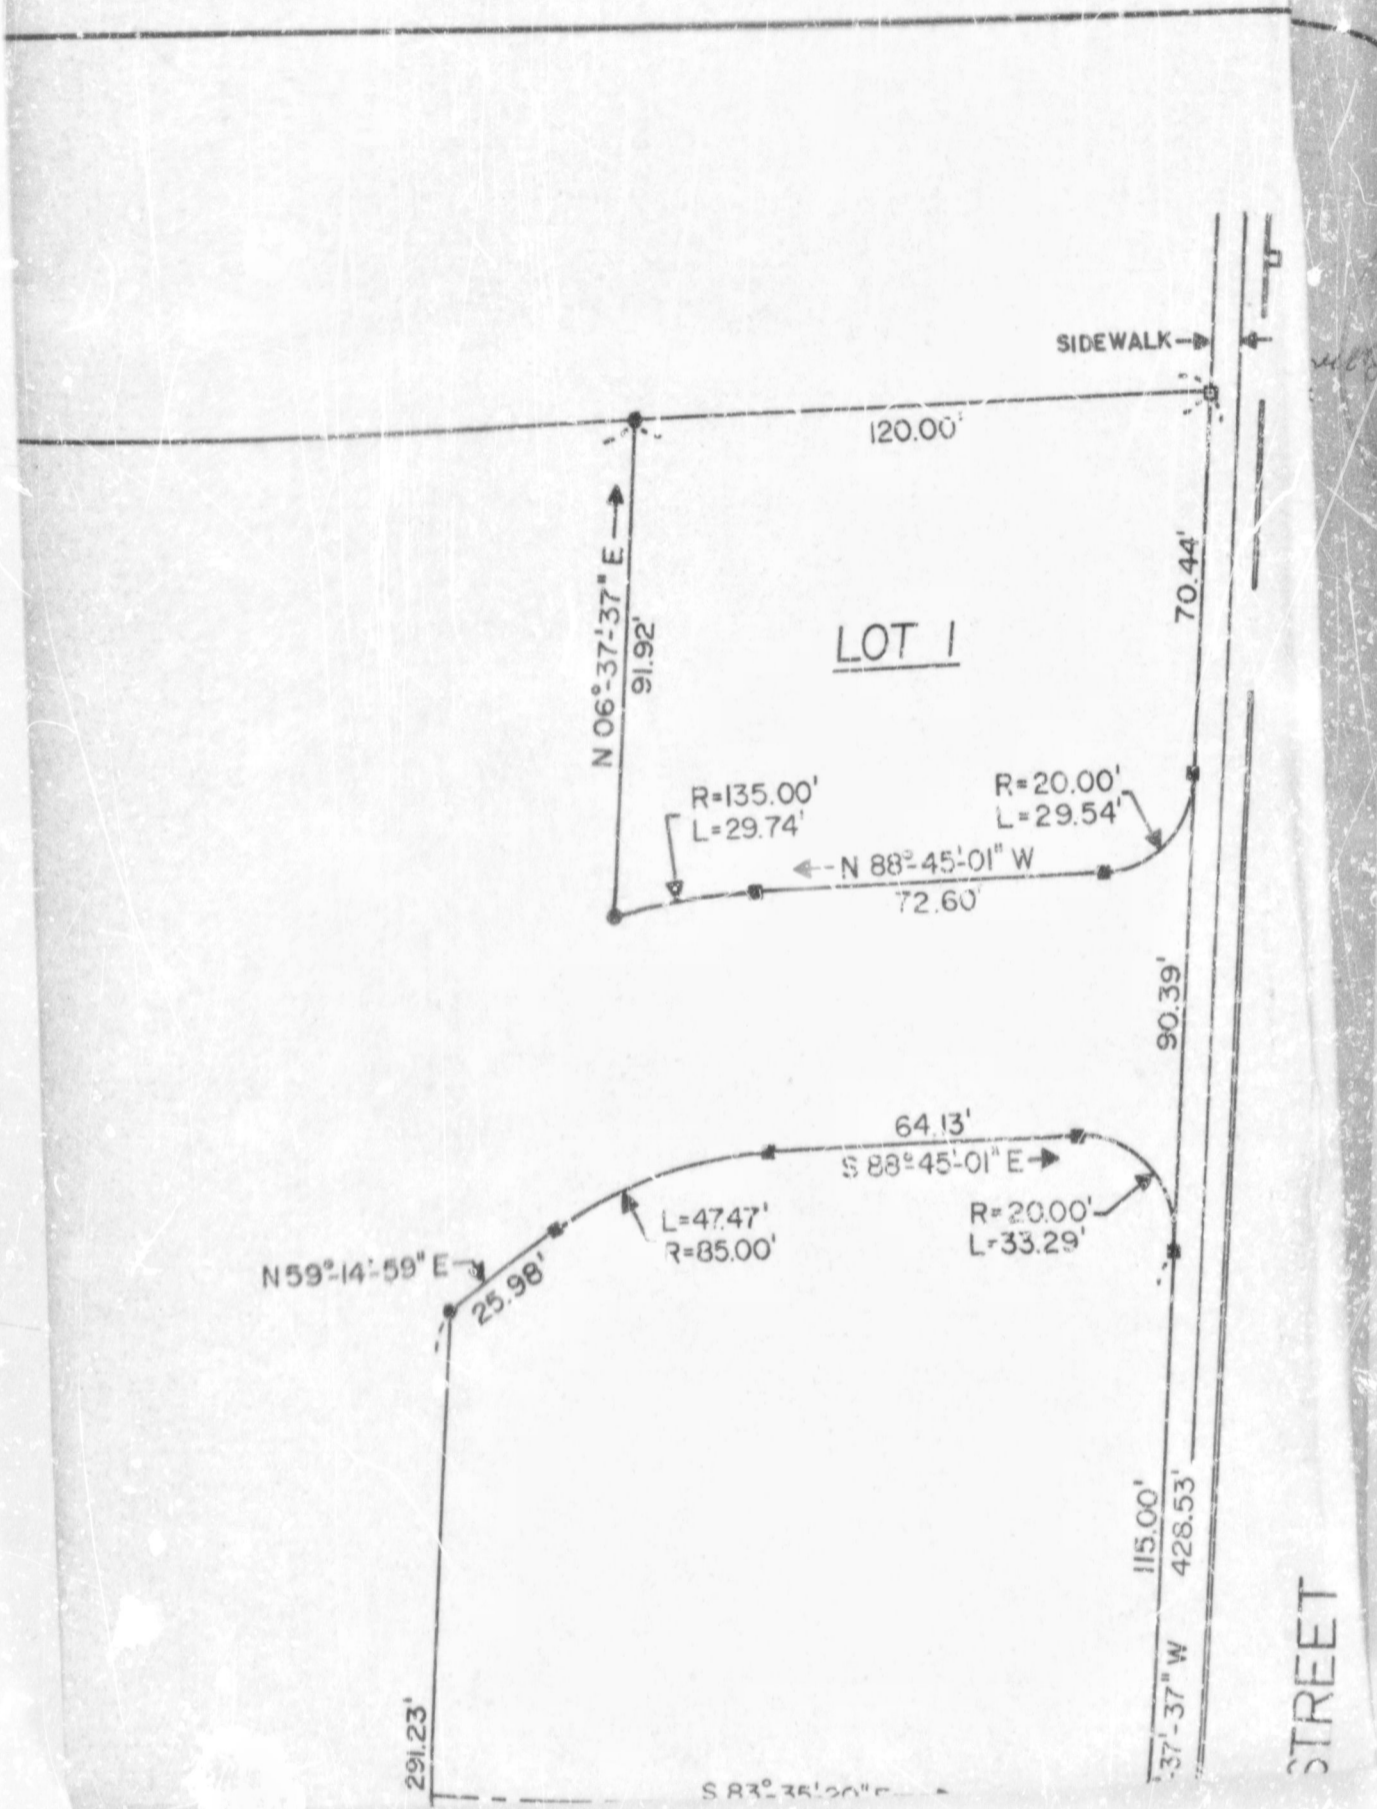 SIDEWALK
120.00'
N 06°-37'-37" E
91.92'
70.44'
LOT 1
R=135.00'
L=29.74'
R=20.00'
L=29.54'
N 88°-45'-01" W
72.60'
90.39'
64.13'
S 88°-45'-01" E
L=47.47'
R=85.00'
R=20.00'
L=33.29'
N 59°-14'-59" E
25.98'
115.00'
428.53'
-37'-37" W
291.23'
STREET
S 83°